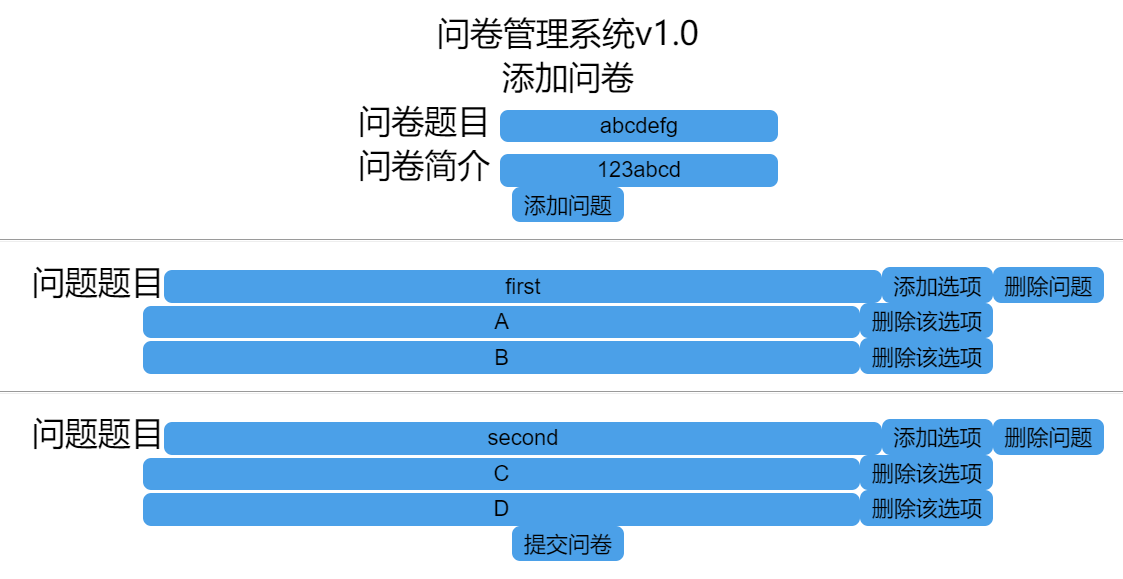 问卷管理系统v1.0
添加问卷
问卷题目 abcdefg
问卷简介 123abcd
添加问题
问题题目 first 添加选项 删除问题
A 删除该选项
B 删除该选项
问题题目 second 添加选项 删除问题
C 删除该选项
D 删除该选项
提交问卷